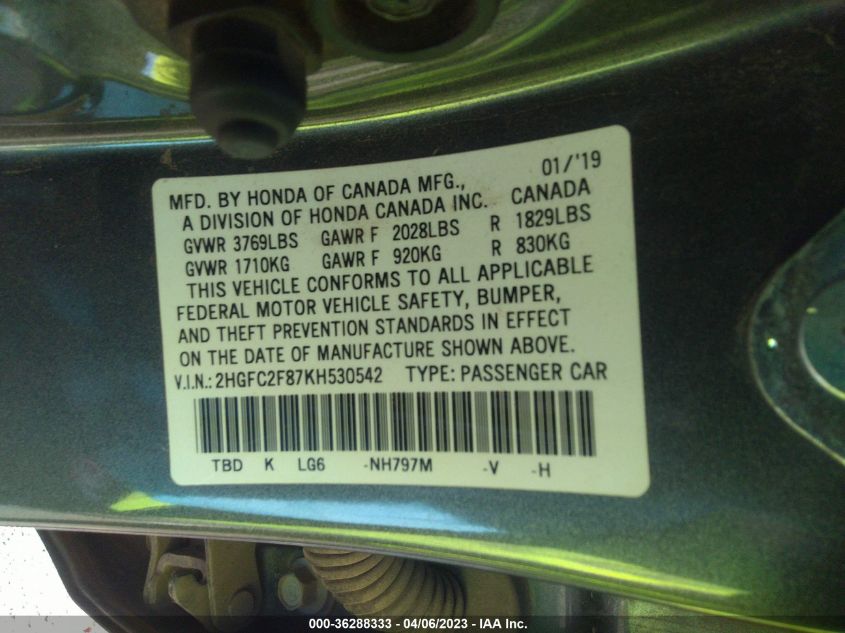 MFD. BY HONDA OF CANADA MFG., 01/'19
A DIVISION OF HONDA CANADA INC. CANADA
GVWR 3769LBS GAWR F 2028LBS R 1829LBS
GVWR 1710KG GAWR F 920KG R 830KG
THIS VEHICLE CONFORMS TO ALL APPLICABLE
FEDERAL MOTOR VEHICLE SAFETY, BUMPER,
AND THEFT PREVENTION STANDARDS IN EFFECT
ON THE DATE OF MANUFACTURE SHOWN ABOVE.
V.I.N.: 2HGFC2F87KH530542 TYPE: PASSENGER CAR
TBD K LG6 -NH797M -V -H
000-36288333 - 04/06/2023 - IAA Inc.